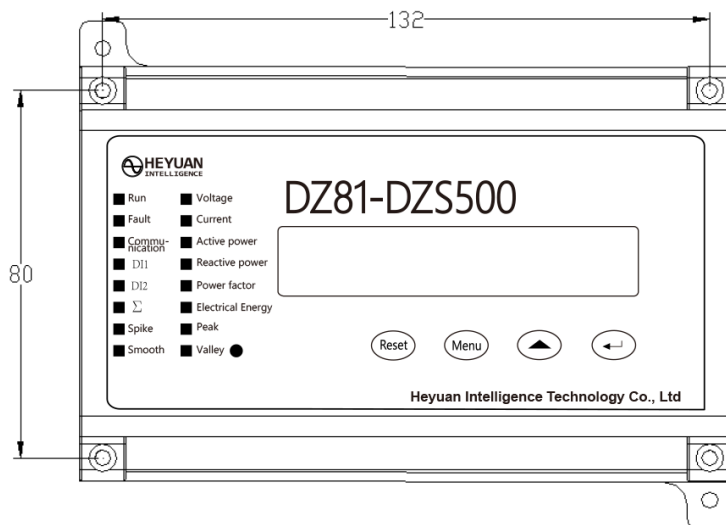 132
HEYUAN
INTELLIGENCE
DZ81-DZS500
Run
Voltage
Fault
Current
Commu-
nication
Active power
DI1
Reactive power
DI2
Power factor
Σ
Electrical Energy
Spike
Peak
Smooth
Valley
80
Reset
Menu
Heyuan Intelligence Technology Co., Ltd